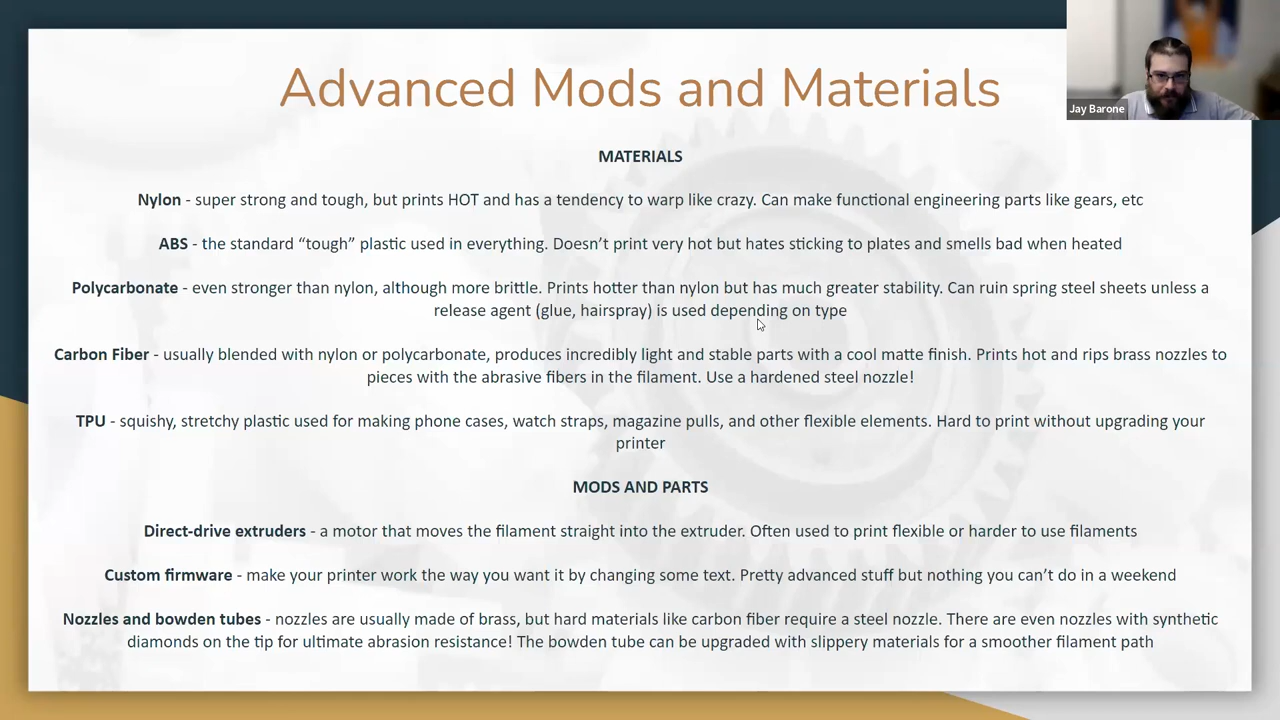 Advanced Mods and Materials
Jay Barone
MATERIALS
Nylon - super strong and tough, but prints HOT and has a tendency to warp like crazy. Can make functional engineering parts like gears, etc
ABS - the standard “tough” plastic used in everything. Doesn’t print very hot but hates sticking to plates and smells bad when heated
Polycarbonate - even stronger than nylon, although more brittle. Prints hotter than nylon but has much greater stability. Can ruin spring steel sheets unless a
release agent (glue, hairspray) is used depending on type
Carbon Fiber - usually blended with nylon or polycarbonate, produces incredibly light and stable parts with a cool matte finish. Prints hot and rips brass nozzles to
pieces with the abrasive fibers in the filament. Use a hardened steel nozzle!
TPU - squishy, stretchy plastic used for making phone cases, watch straps, magazine pulls, and other flexible elements. Hard to print without upgrading your
printer
MODS AND PARTS
Direct-drive extruders - a motor that moves the filament straight into the extruder. Often used to print flexible or harder to use filaments
Custom firmware - make your printer work the way you want it by changing some text. Pretty advanced stuff but nothing you can’t do in a weekend
Nozzles and bowden tubes - nozzles are usually made of brass, but hard materials like carbon fiber require a steel nozzle. There are even nozzles with synthetic
diamonds on the tip for ultimate abrasion resistance! The bowden tube can be upgraded with slippery materials for a smoother filament path